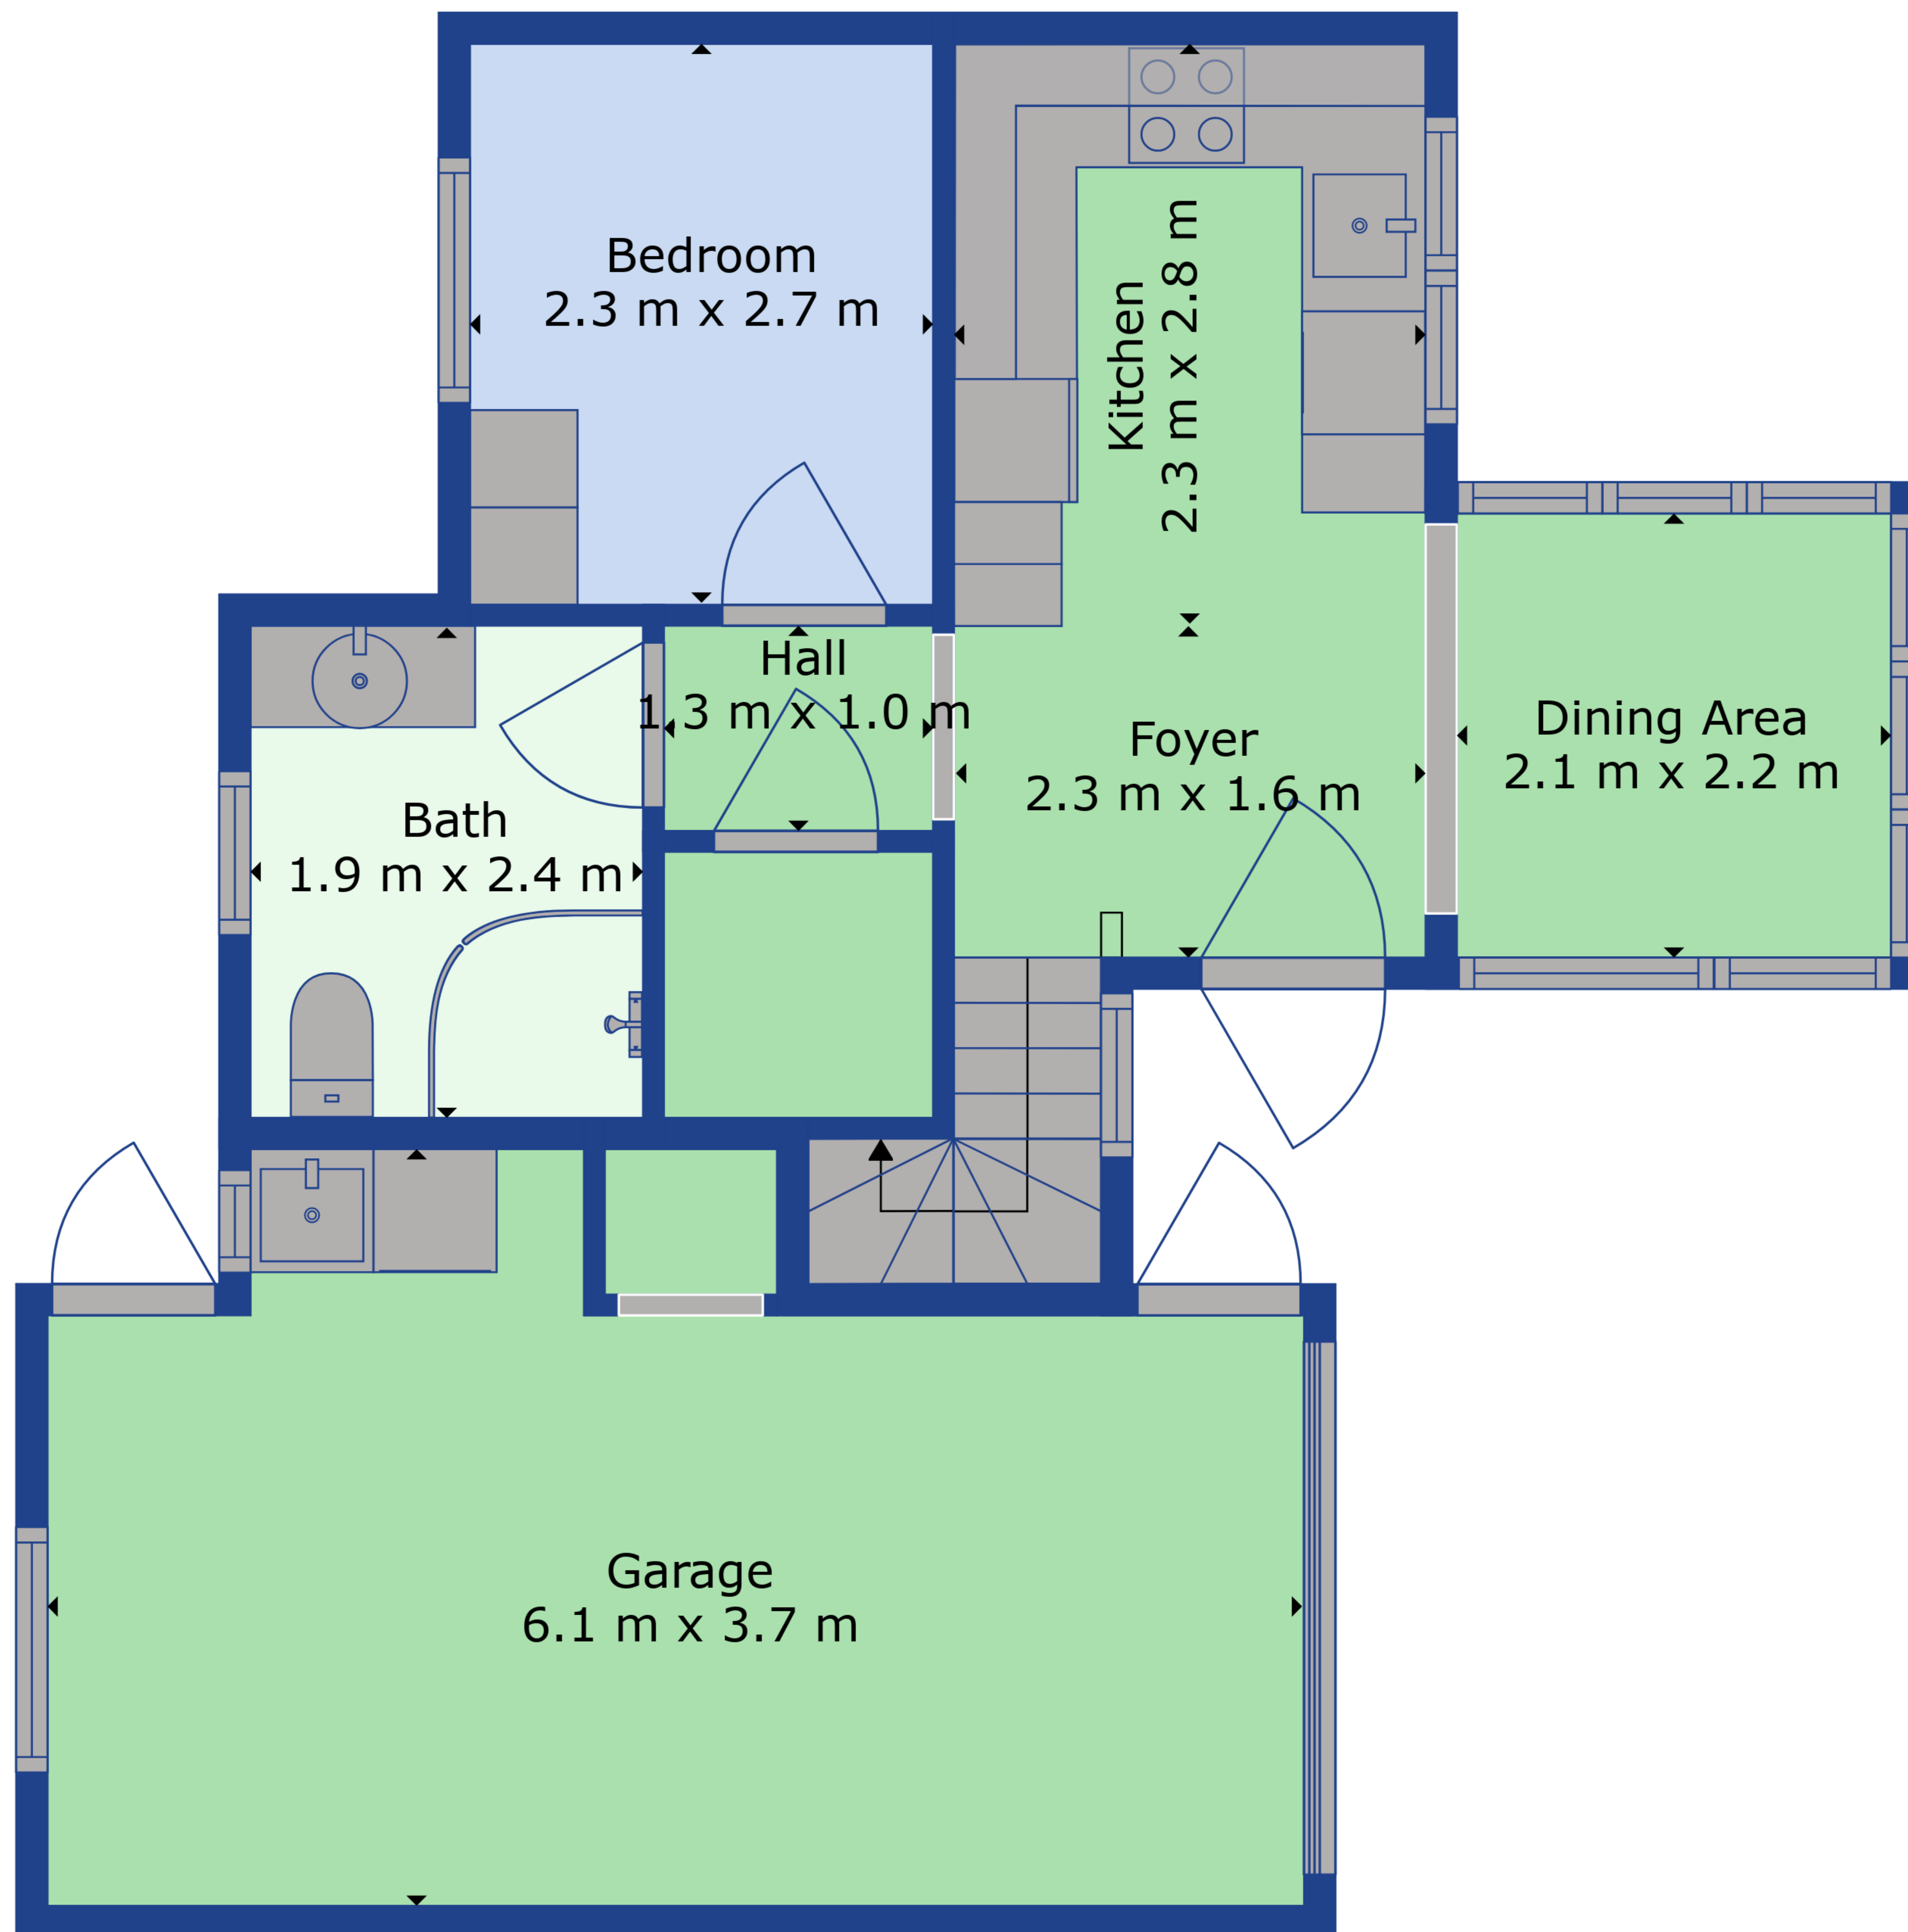 Bedroom
2.3 m x 2.7 m
Kitchen
2.3 m x 2.8 m
Hall
1.3 m x 1.0 m
Foyer
2.3 m x 1.6 m
Dining Area
2.1 m x 2.2 m
Bath
1.9 m x 2.4 m
Garage
6.1 m x 3.7 m